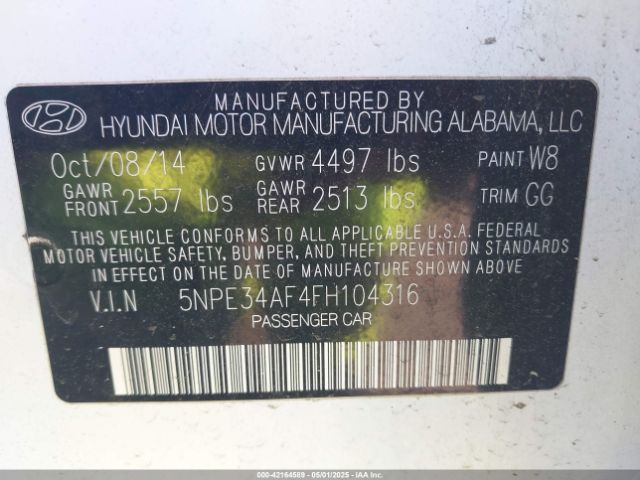 MANUFACTURED BY
HYUNDAI MOTOR MANUFACTURING ALABAMA, LLC
Oct/08/14 GVWR 4497 lbs PAINT W8
GAWR FRONT 2557 lbs GAWR REAR 2513 lbs TRIM GG
THIS VEHICLE CONFORMS TO ALL APPLICABLE U.S.A. FEDERAL
MOTOR VEHICLE SAFETY, BUMPER, AND THEFT PREVENTION STANDARDS
IN EFFECT ON THE DATE OF MANUFACTURE SHOWN ABOVE.
V.I.N 5NPE34AF4FH104316
PASSENGER CAR
000-42164589 - 05/01/2025 - IAAI.COM